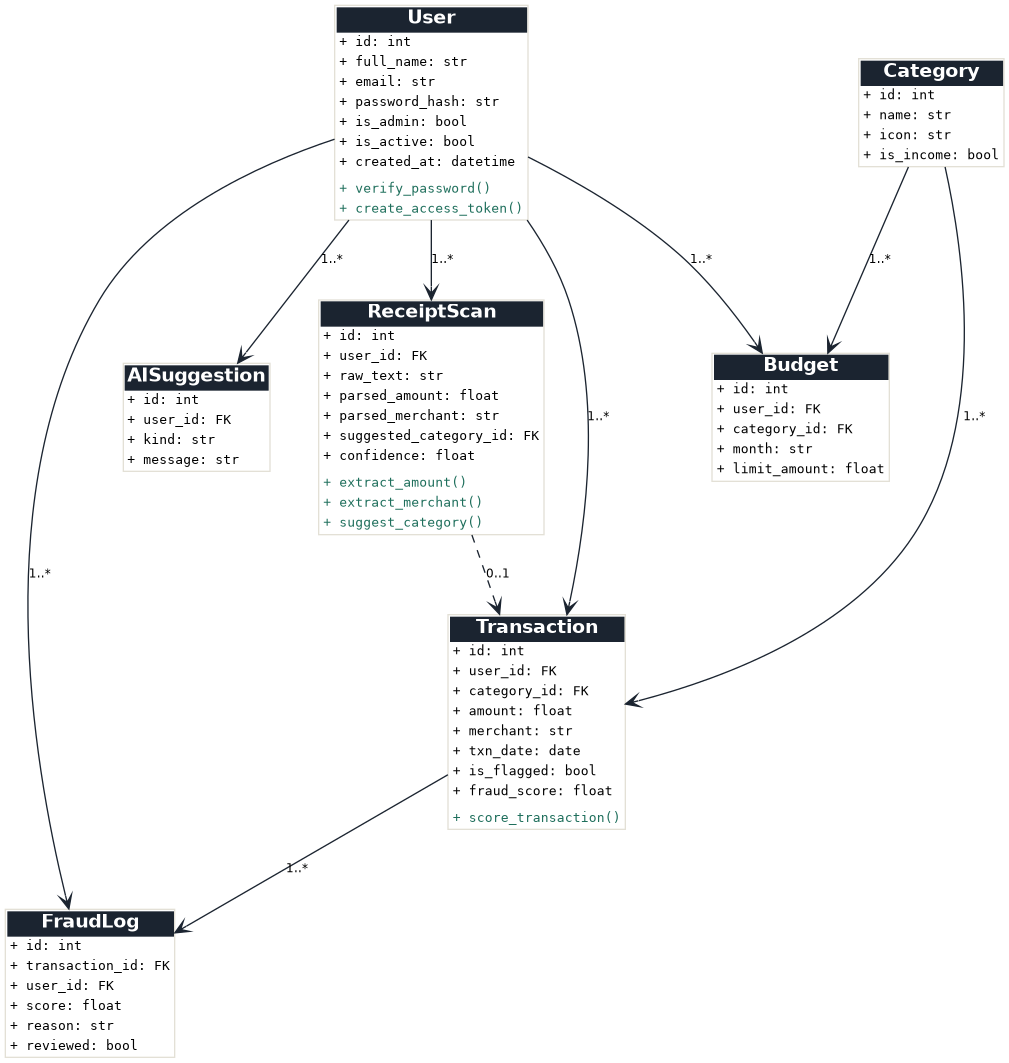 User
+ id: int
+ full_name: str
+ email: str
+ password_hash: str
+ is_admin: bool
+ is_active: bool
+ created_at: datetime
+ verify_password()
+ create_access_token()
Category
+ id: int
+ name: str
+ icon: str
+ is_income: bool
1..*
1..*
1..*
1..*
ReceiptScan
+ id: int
+ user_id: FK
+ raw_text: str
+ parsed_amount: float
+ parsed_merchant: str
+ suggested_category_id: FK
+ confidence: float
+ extract_amount()
+ extract_merchant()
+ suggest_category()
AISuggestion
+ id: int
+ user_id: FK
+ kind: str
+ message: str
Budget
+ id: int
+ user_id: FK
+ category_id: FK
+ month: str
+ limit_amount: float
1..*
1..*
1..*
0..1
Transaction
+ id: int
+ user_id: FK
+ category_id: FK
+ amount: float
+ merchant: str
+ txn_date: date
+ is_flagged: bool
+ fraud_score: float
+ score_transaction()
1..*
FraudLog
+ id: int
+ transaction_id: FK
+ user_id: FK
+ score: float
+ reason: str
+ reviewed: bool